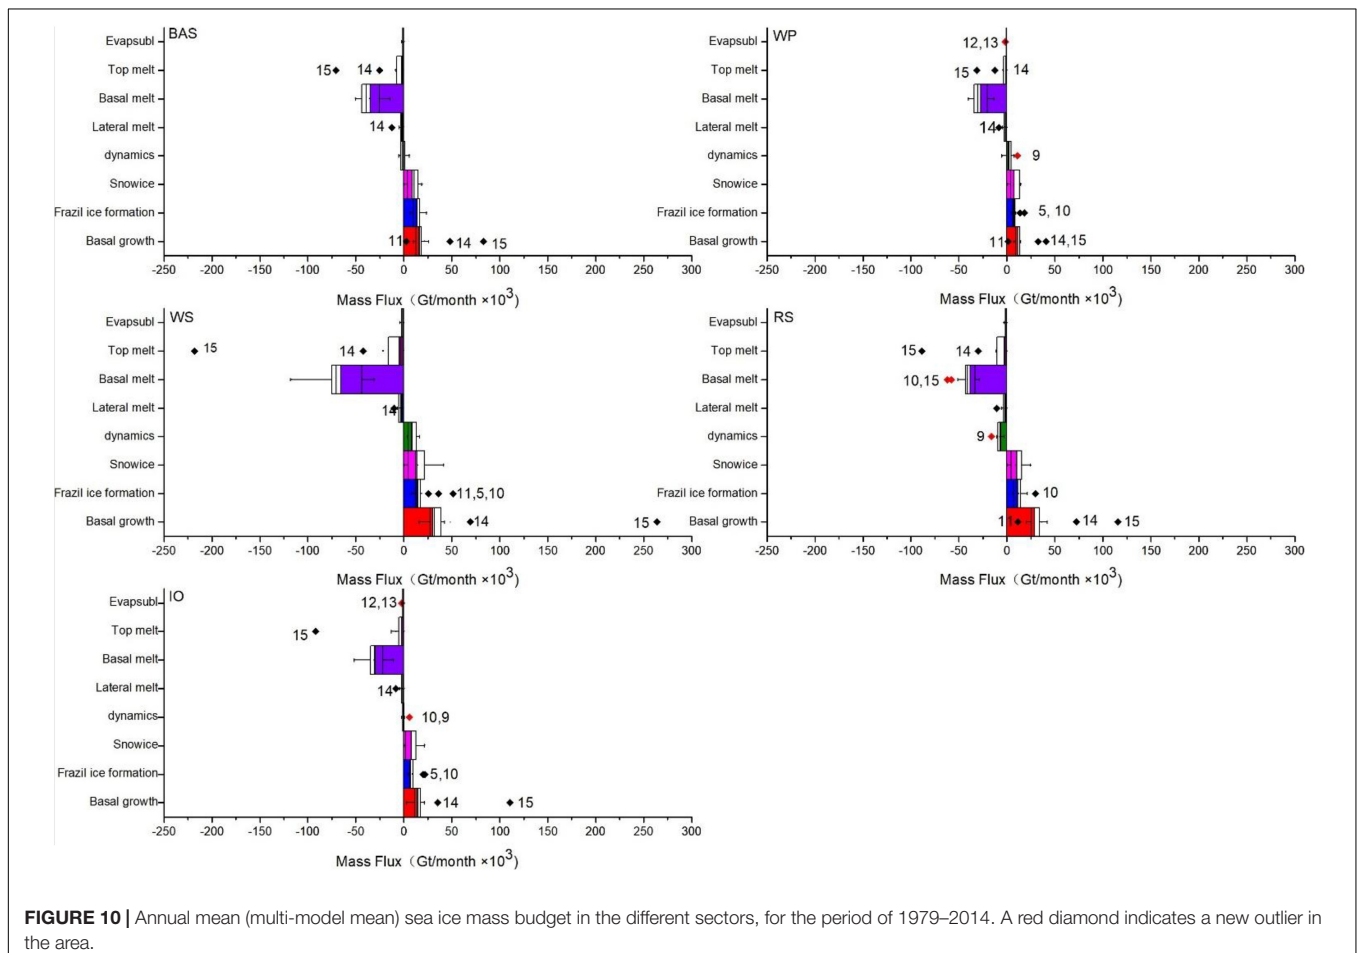 BAS
Evapsubl
Top melt 15 14
Basal melt
Lateral melt 14
dynamics
Snowice
Frazil ice formation
Basal growth 11 14 15
-250 -200 -150 -100 -50 0 50 100 150 200 250 300
Mass Flux (Gt/month ×10³)
WP
Evapsubl 12,13
Top melt 15 14
Basal melt
Lateral melt 14
dynamics 9
Snowice
Frazil ice formation 5, 10
Basal growth 11 14,15
-250 -200 -150 -100 -50 0 50 100 150 200 250 300
Mass Flux (Gt/month ×10³)
WS
Evapsubl
Top melt 15 14
Basal melt
Lateral melt 14
dynamics
Snowice
Frazil ice formation 11,5,10
Basal growth 14 15
-250 -200 -150 -100 -50 0 50 100 150 200 250 300
Mass Flux (Gt/month ×10³)
RS
Evapsubl
Top melt 15 14
Basal melt 10,15
Lateral melt
dynamics 9
Snowice
Frazil ice formation 10
Basal growth 11 14 15
-250 -200 -150 -100 -50 0 50 100 150 200 250 300
Mass Flux (Gt/month ×10³)
IO
Evapsubl 12,13
Top melt 15
Basal melt
Lateral melt 14
dynamics 10,9
Snowice
Frazil ice formation 5,10
Basal growth 14 15
-250 -200 -150 -100 -50 0 50 100 150 200 250 300
Mass Flux (Gt/month ×10³)
FIGURE 10 | Annual mean (multi-model mean) sea ice mass budget in the different sectors, for the period of 1979–2014. A red diamond indicates a new outlier in
the area.